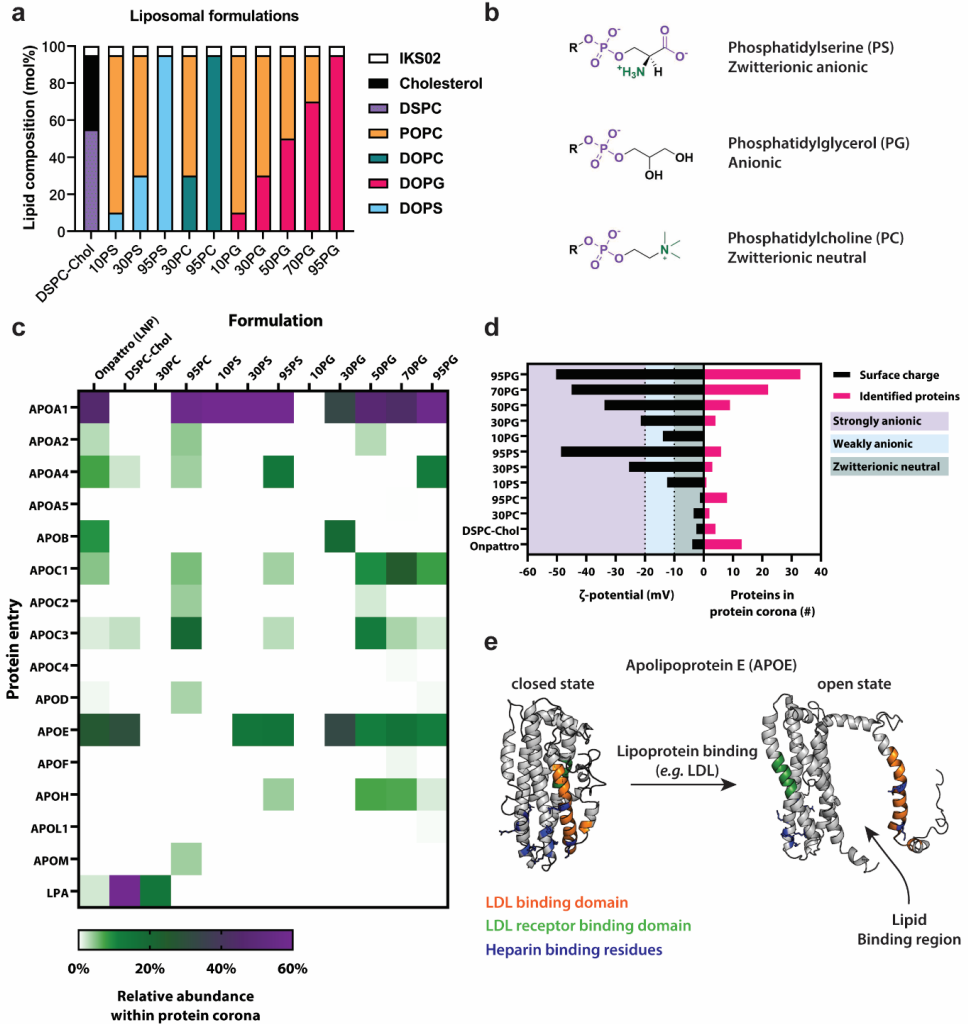 a
Liposomal formulations
Lipid composition (mol%)
100
80
60
40
20
0
DSPC-Chol
10PS
30PS
95PS
30PC
95PC
10PG
30PG
50PG
70PG
95PG
IKS02
Cholesterol
DSPC
POPC
DOPC
DOPG
DOPS
b
R O P O O- O O O O- +H3N H
Phosphatidylserine (PS)
Zwitterionic anionic
R O P O O- O OH OH
Phosphatidylglycerol (PG)
Anionic
R O P O O- O N+
Phosphatidylcholine (PC)
Zwitterionic neutral
c
Formulation
Onpattro (LNP)
DSPC-Chol
30PC
95PC
10PS
30PS
95PS
10PG
30PG
50PG
70PG
95PG
Protein entry
APOA1
APOA2
APOA4
APOA5
APOB
APOC1
APOC2
APOC3
APOC4
APOD
APOE
APOF
APOH
APOL1
APOM
LPA
0% 20% 40% 60%
Relative abundance
within protein corona
d
95PG
70PG
50PG
30PG
10PG
95PS
30PS
10PS
95PC
30PC
DSPC-Chol
Onpattro
-60 -50 -40 -30 -20 -10 0 10 20 30 40
ζ-potential (mV)
Proteins in
protein corona (#)
Surface charge
Identified proteins
Strongly anionic
Weakly anionic
Zwitterionic neutral
e
Apolipoprotein E (APOE)
closed state
open state
Lipoprotein binding
(e.g. LDL)
LDL binding domain
LDL receptor binding domain
Heparin binding residues
Lipid
Binding region